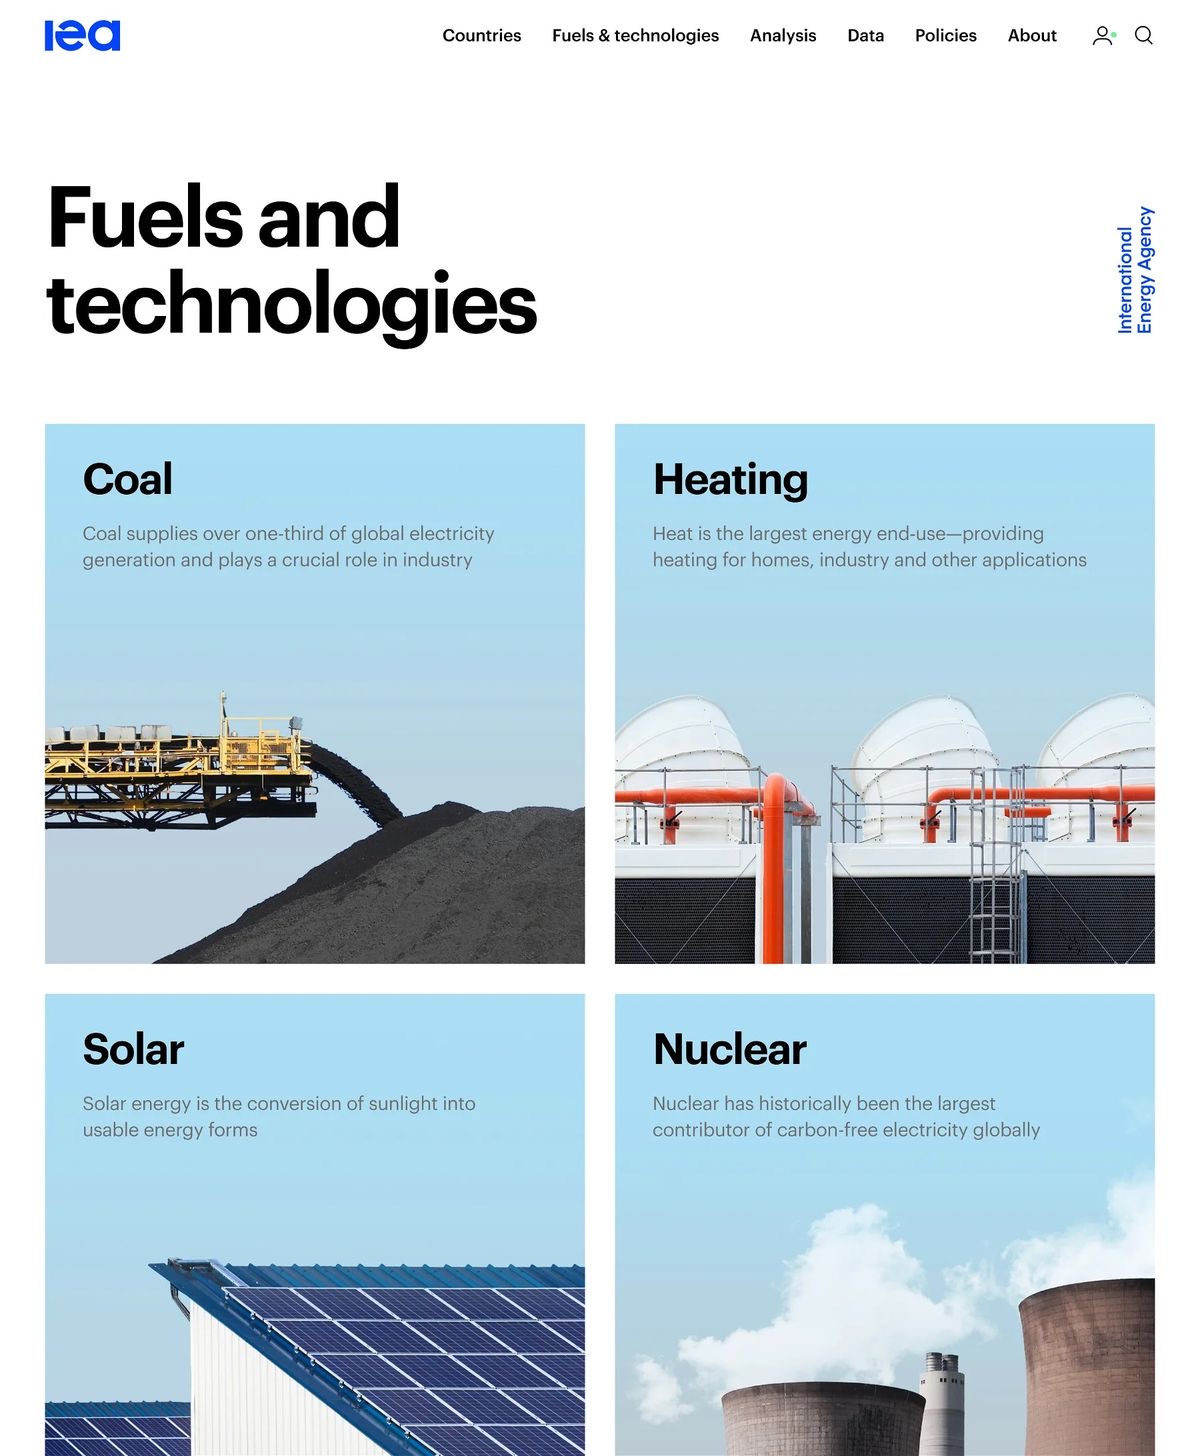 iea
Countries
Fuels & technologies
Analysis
Data
Policies
About
Fuels and
technologies
International
Energy Agency
Coal
Coal supplies over one-third of global electricity
generation and plays a crucial role in industry
Heating
Heat is the largest energy end-use—providing
heating for homes, industry and other applications
Solar
Solar energy is the conversion of sunlight into
usable energy forms
Nuclear
Nuclear has historically been the largest
contributor of carbon-free electricity globally